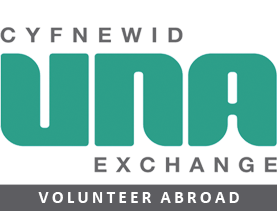 CYFNEWID
UNA
EXCHANGE
VOLUNTEER ABROAD